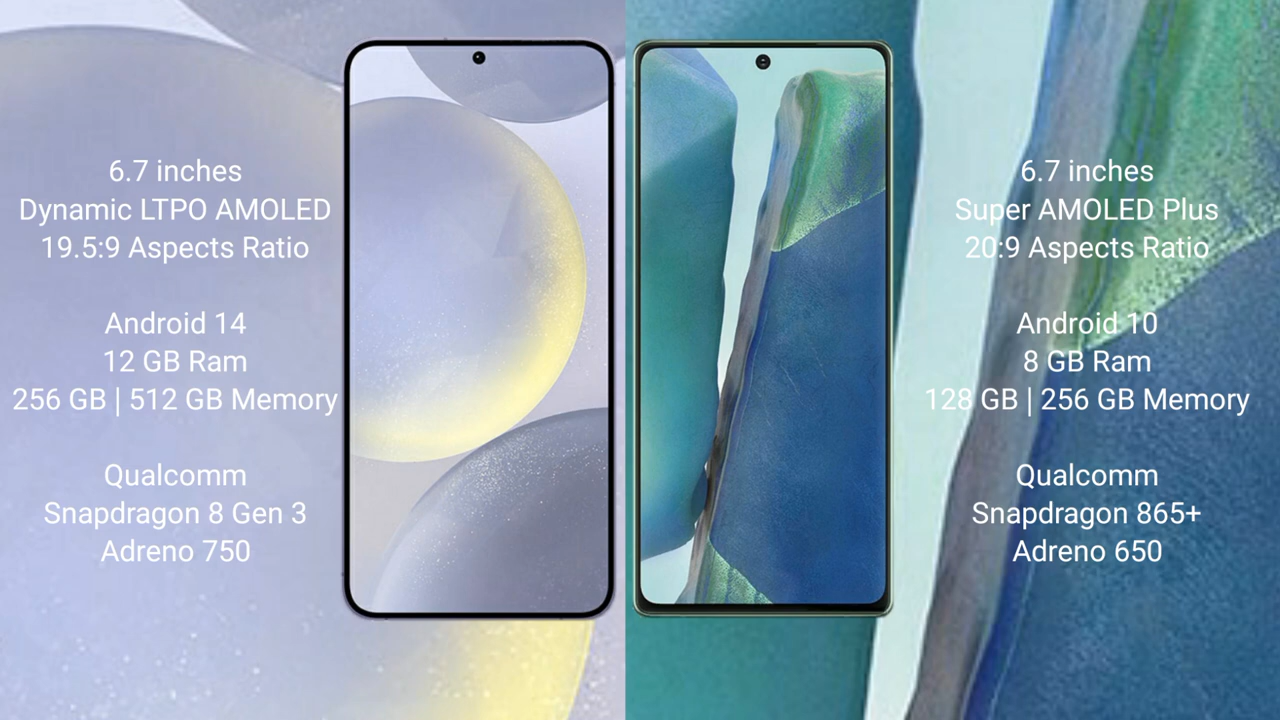 6.7 inches
Dynamic LTPO AMOLED
19.5:9 Aspects Ratio
Android 14
12 GB Ram
256 GB | 512 GB Memory
Qualcomm
Snapdragon 8 Gen 3
Adreno 750
6.7 inches
Super AMOLED Plus
20:9 Aspects Ratio
Android 10
8 GB Ram
128 GB | 256 GB Memory
Qualcomm
Snapdragon 865+
Adreno 650